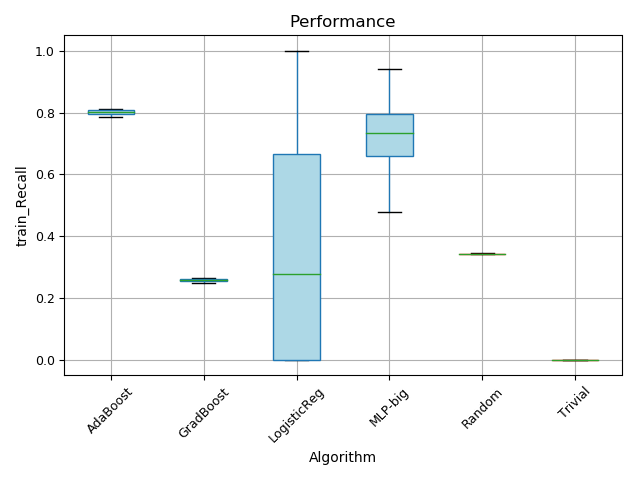 Performance
1.0
0.8
0.6
0.4
0.2
0.0
train_Recall
AdaBoost
GradBoost
LogisticReg
MLP-big
Random
Trivial
Algorithm